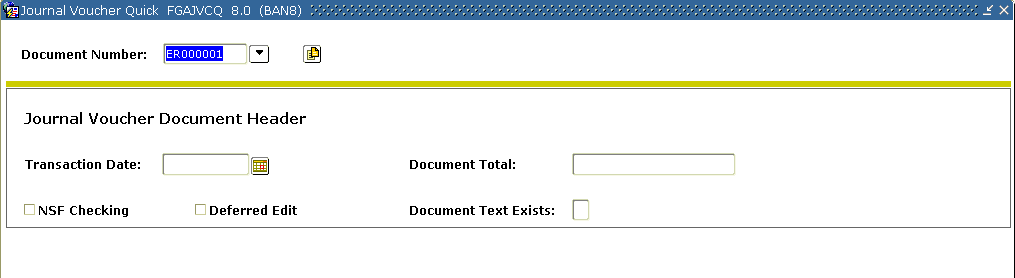 Journal Voucher Quick FGAJVCQ 8.0 (BAN8)
Document Number: ER000001
Journal Voucher Document Header
Transaction Date: Document Total:
NSF Checking Deferred Edit Document Text Exists: